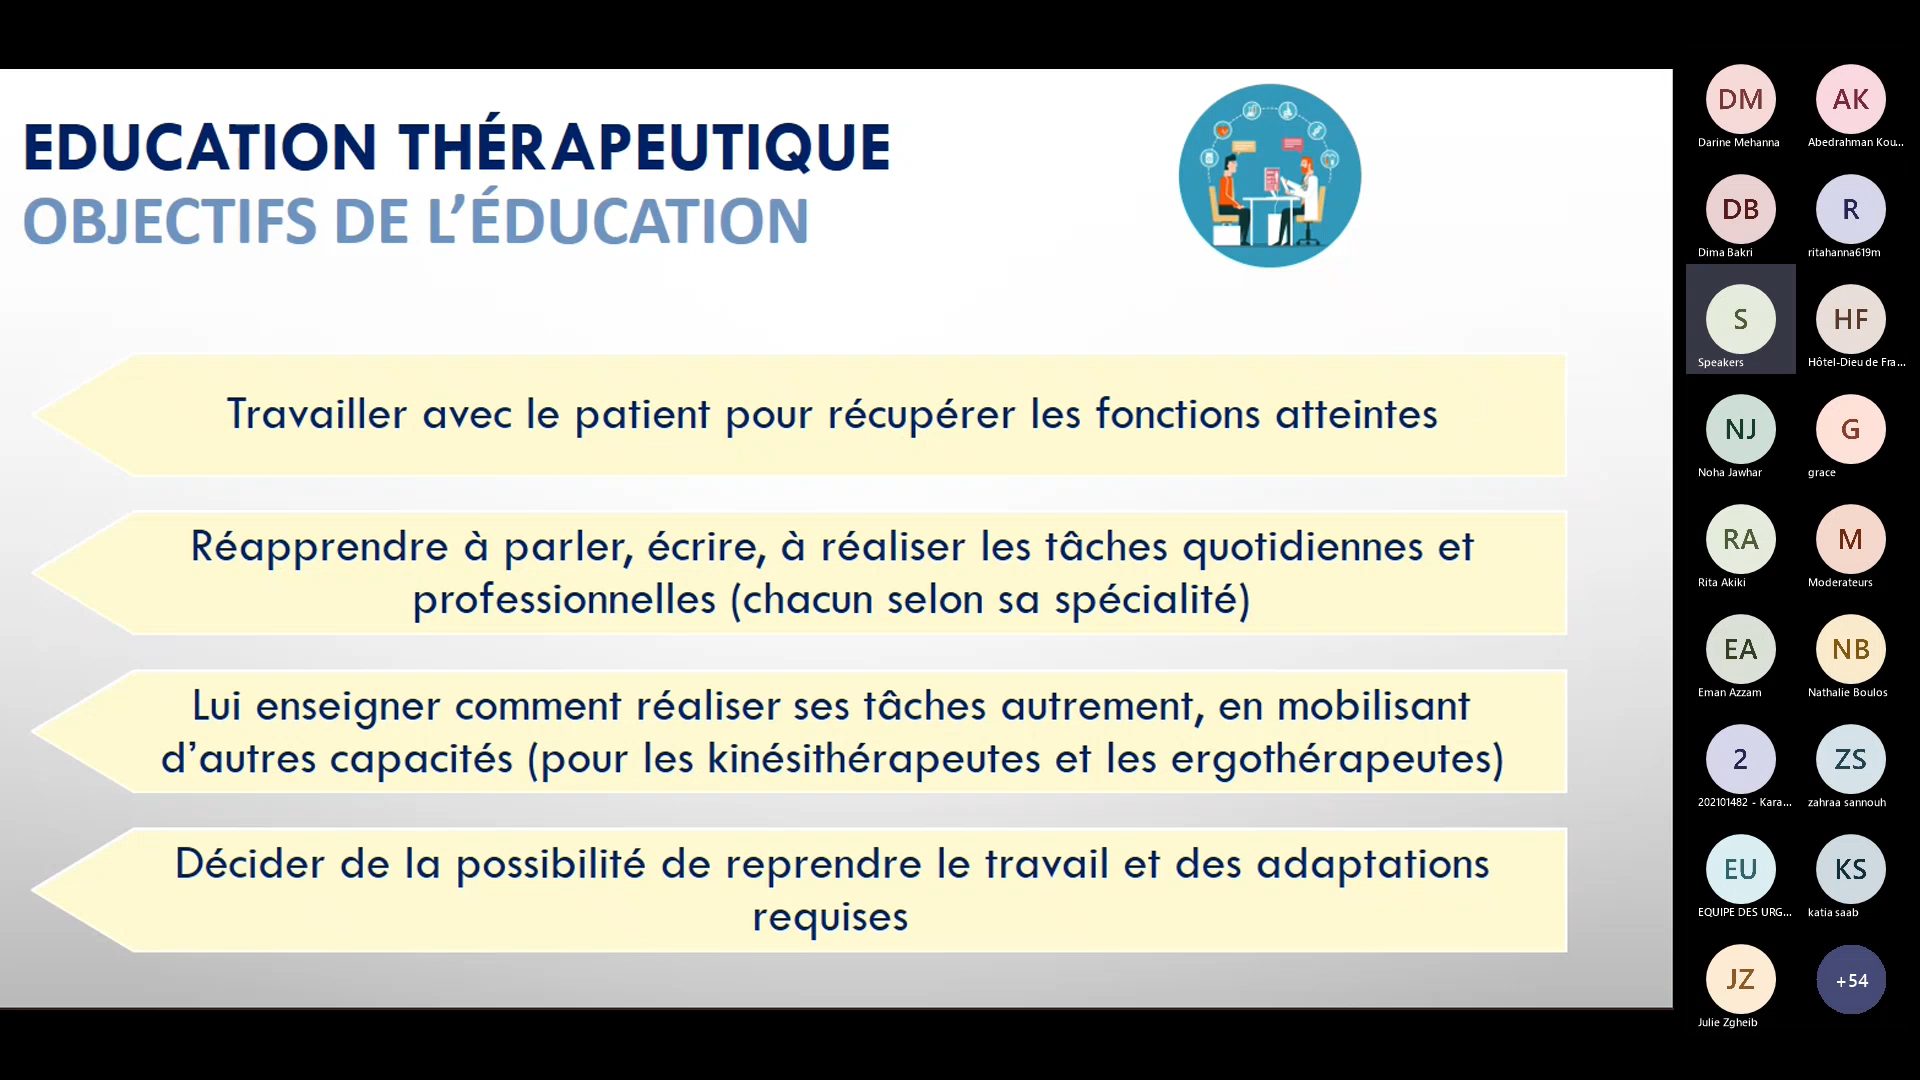 EDUCATION THÉRAPEUTIQUE
OBJECTIFS DE L’ÉDUCATION
Travailler avec le patient pour récupérer les fonctions atteintes
Réapprendre à parler, écrire, à réaliser les tâches quotidiennes et
professionnelles (chacun selon sa spécialité)
Lui enseigner comment réaliser ses tâches autrement, en mobilisant
d’autres capacités (pour les kinésithérapeutes et les ergothérapeutes)
Décider de la possibilité de reprendre le travail et des adaptations
requises
DM
Darine Mehanna
AK
Abedrahman Kou...
DB
Dima Bakri
R
ritahanna619m
S
Speakers
HF
Hôtel-Dieu de Fra...
NJ
Noha Jawhar
G
grace
RA
Rita Akiki
M
Moderateurs
EA
Eman Azzam
NB
Nathalie Boulos
2
202101482 - Kara...
ZS
zahraa sannouh
EU
EQUIPE DES URG...
KS
katia saab
JZ
Julie Zgheib
+54